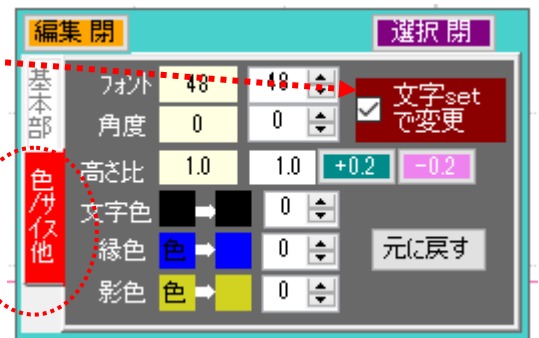 編集 閉 選択 閉
基本部
色/サイズ他
フォント 48 48
文字set
で変更
角度 0 0
高さ比 1.0 1.0 +0.2 -0.2
文字色 0
縁色 色 0
元に戻す
影色 色 0